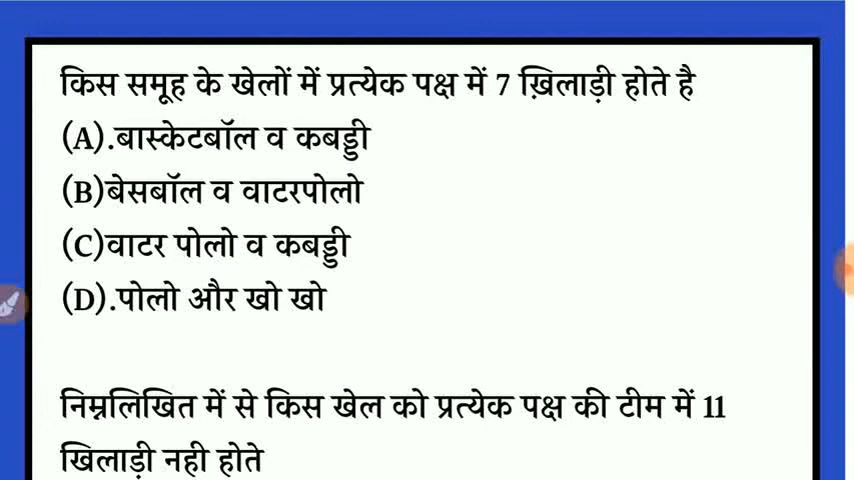 किस समूह के खेलों में प्रत्येक पक्ष में 7 ख़िलाड़ी होते है
(A).बास्केटबॉल व कबड्डी
(B)बेसबॉल व वाटरपोलो
(C)वाटर पोलो व कबड्डी
(D).पोलो और खो खो
निम्नलिखित में से किस खेल को प्रत्येक पक्ष की टीम में 11
खिलाड़ी नही होते